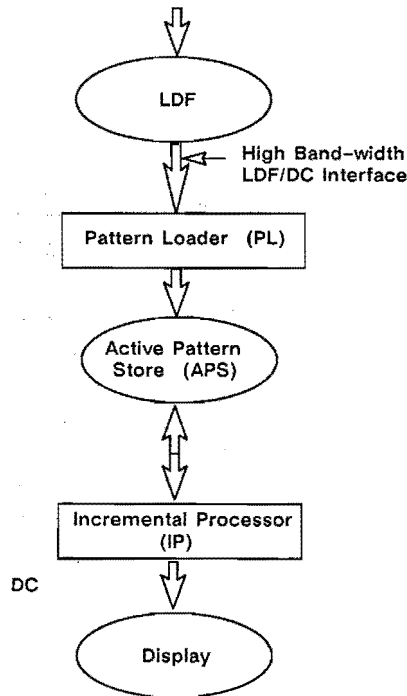 LDF
High Band-width
LDF/DC Interface
Pattern Loader (PL)
Active Pattern
Store (APS)
Incremental Processor
(IP)
DC
Display